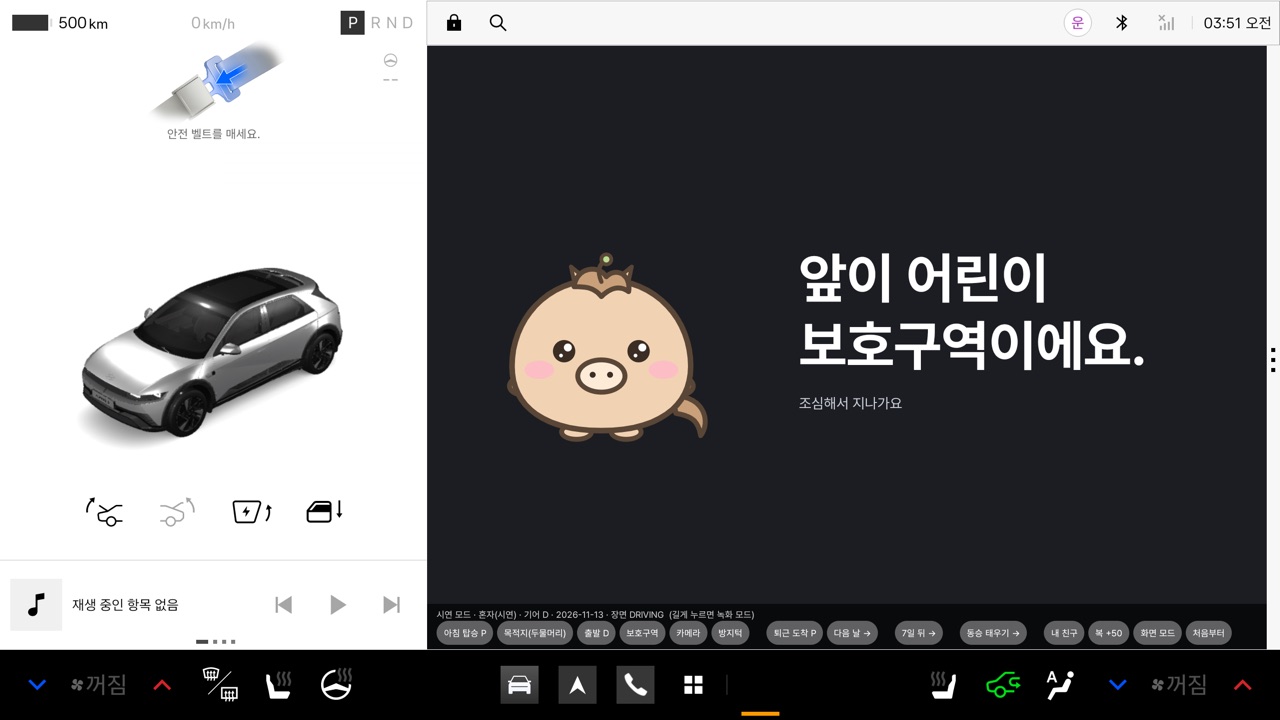 500km
0km/h
P R N D
안전 벨트를 매세요.
재생 중인 항목 없음
꺼짐
운
03:51 오전
앞이 어린이
보호구역이에요.
조심해서 지나가요
시연 모드 · 혼자(시연) · 기어 D · 2026-11-13 · 장면 DRIVING (길게 누르면 녹화 모드)
아침 탑승 P 목적지(두물머리) 출발 D 보호구역 카메라 방지턱 퇴근 도착 P 다음 날 → 7일 뒤 → 동승 태우기 → 내 친구 복 +50 화면 모드 처음부터
A
꺼짐